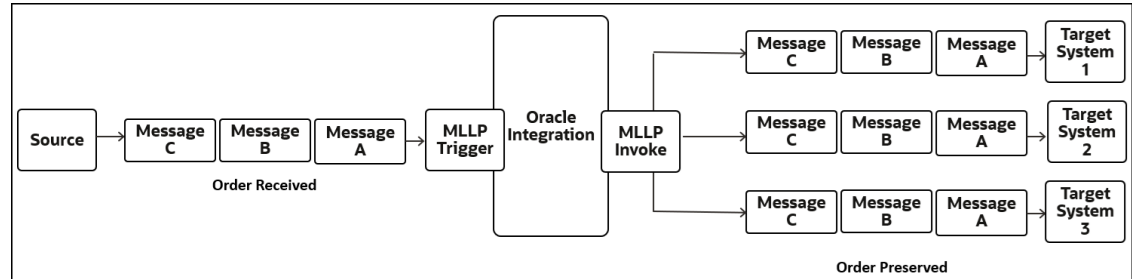 Source
Message
C
Message
B
Message
A
Order Received
MLLP
Trigger
Oracle
Integration
MLLP
Invoke
Message
C
Message
B
Message
A
Target
System
1
Message
C
Message
B
Message
A
Target
System
2
Message
C
Message
B
Message
A
Target
System
3
Order Preserved